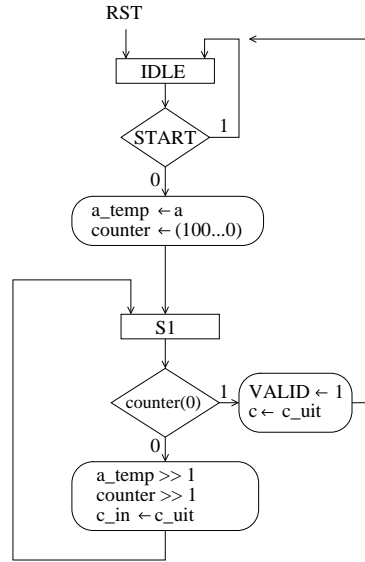 RST
IDLE
START
1
0
a_temp ← a
counter ← (100...0)
S1
counter(0)
1
VALID ← 1
c ← c_uit
0
a_temp >> 1
counter >> 1
c_in ← c_uit